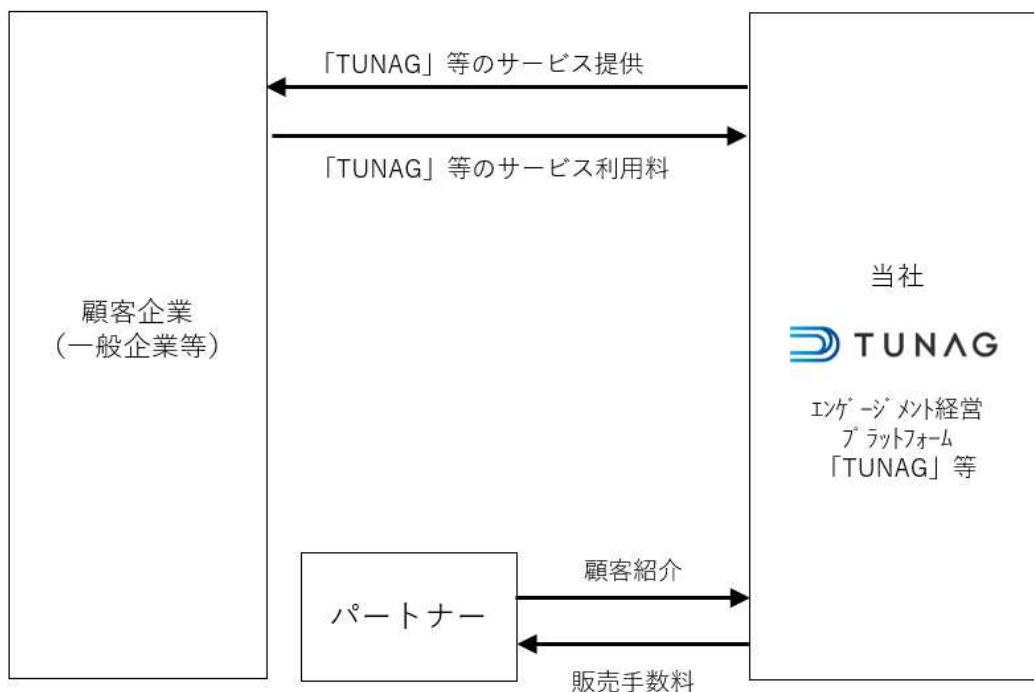 「TUNAG」等のサービス提供
「TUNAG」等のサービス利用料
顧客企業
（一般企業等）
当社
TUNAG
ｴﾝｹﾞｰｼﾞﾒﾝﾄ経営
ﾌﾟﾗｯﾄﾌｫｰﾑ
「TUNAG」等
パートナー
顧客紹介
販売手数料